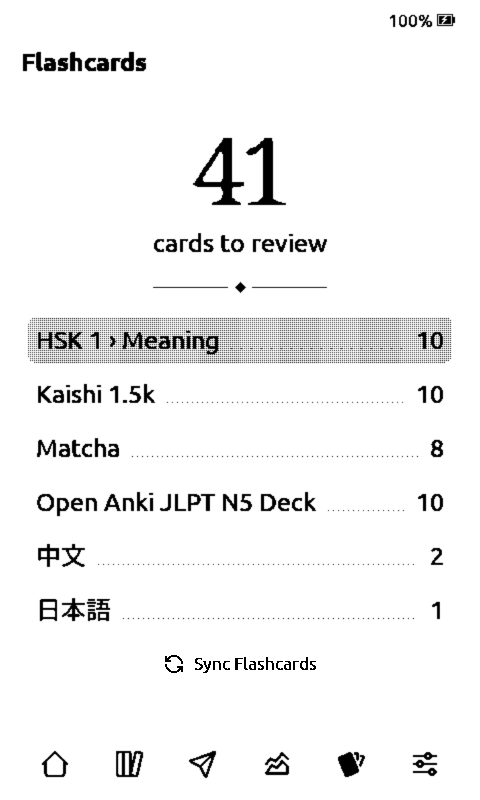 100%
Flashcards
41
cards to review
HSK 1 › Meaning 10
Kaishi 1.5k 10
Matcha 8
Open Anki JLPT N5 Deck 10
中文 2
日本語 1
Sync Flashcards